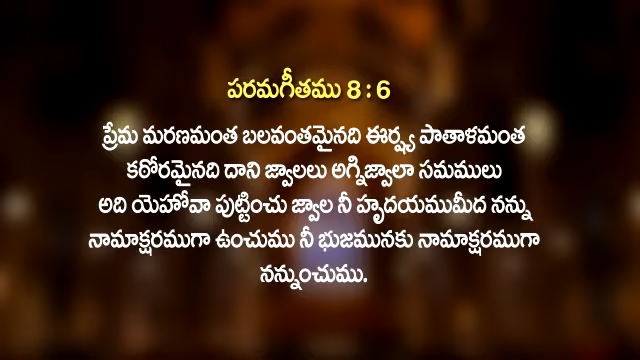 పరమగీతము 8 : 6
ప్రేమ మరణమంత బలవంతమైనది ఈర్ష్య పాతాళమంత
కఠోరమైనది దాని జ్వాలలు అగ్నిజ్వాలా సమములు
అది యెహోవా పుట్టించు జ్వాల నీ హృదయముమీద నన్ను
నామాక్షరముగా ఉంచుము నీ భుజమునకు నామాక్షరముగా
నన్నుంచుము.